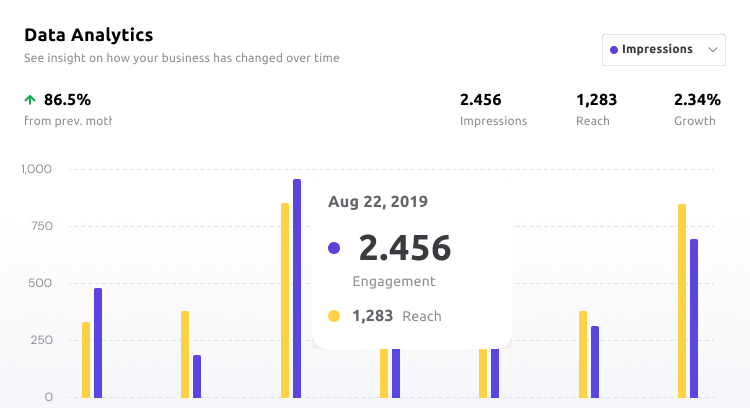 Data Analytics
See insight on how your business has changed over time
Impressions
86.5%
from prev. moth
2.456
Impressions
1,283
Reach
2.34%
Growth
1,000
750
500
250
0
Aug 22, 2019
2.456
Engagement
1,283 Reach